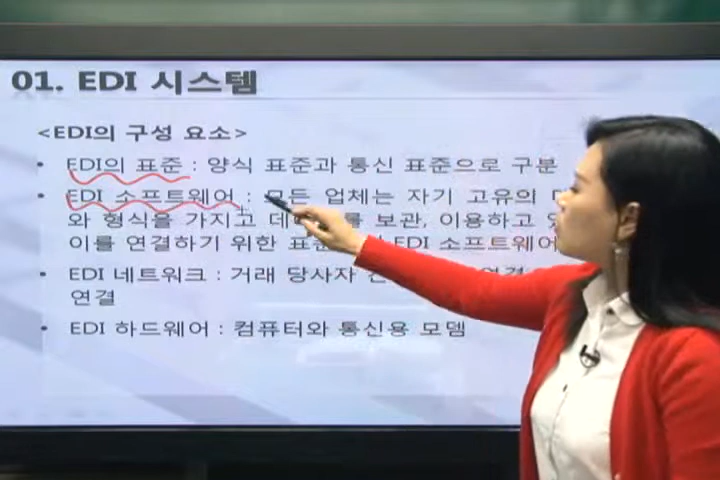 01. EDI 시스템
<EDI의 구성 요소>
• EDI의 표준 : 양식 표준과 통신 표준으로 구분
• EDI 소프트웨어 : 모든 업체는 자기 고유의
와 형식을 가지고 보관, 이용하고
이를 연결하기 위한 EDI 소프트웨어
• EDI 네트워크 : 거래 당사자
연결
• EDI 하드웨어 : 컴퓨터와 통신용 모뎀